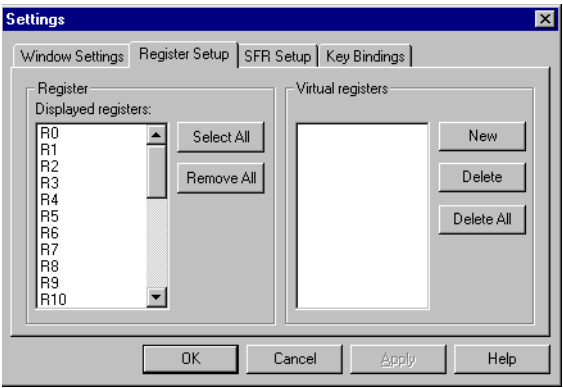 Settings
Window Settings Register Setup SFR Setup Key Bindings
Register
Displayed registers:
R0
R1
R2
R3
R4
R5
R6
R7
R8
R9
R10
Select All
Remove All
Virtual registers
New
Delete
Delete All
OK Cancel Apply Help